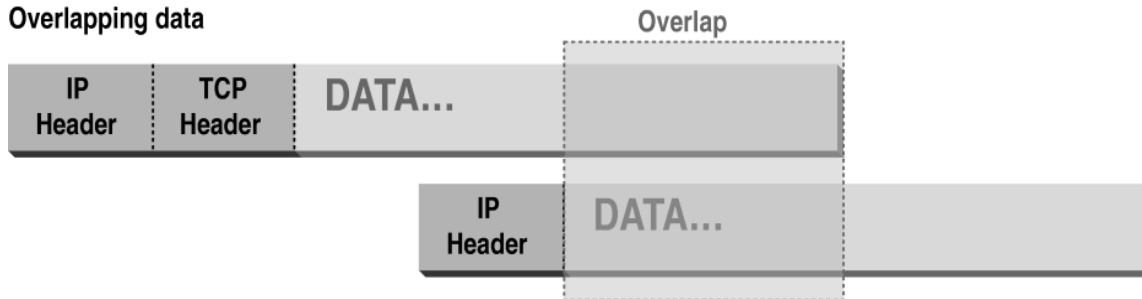 Overlapping data
Overlap
IP
Header
TCP
Header
DATA...
IP
Header
DATA...